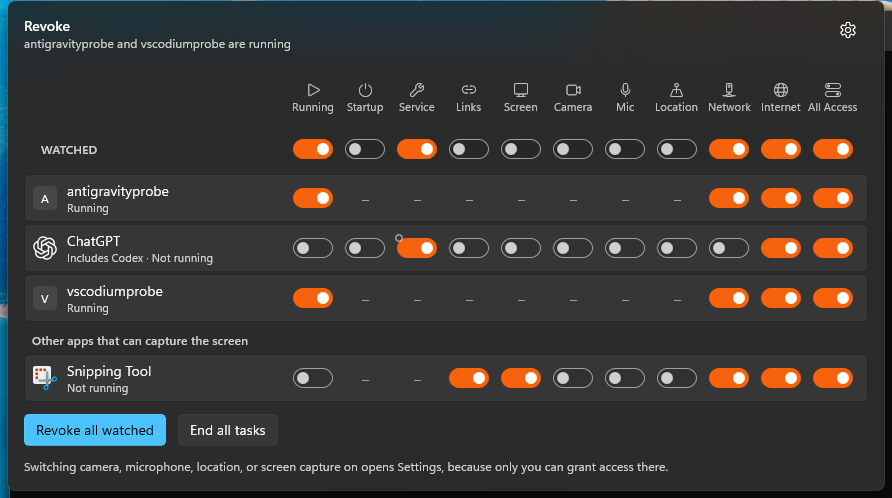 Revoke
antigravityprobe and vscodiumprobe are running
Running Startup Service Links Screen Camera Mic Location Network Internet All Access
WATCHED
A antigravityprobe
Running – – – – – – –
ChatGPT
Includes Codex · Not running
V vscodiumprobe
Running – – – – – – –
Other apps that can capture the screen
Snipping Tool
Not running – –
Revoke all watched End all tasks
Switching camera, microphone, location, or screen capture on opens Settings, because only you can grant access there.